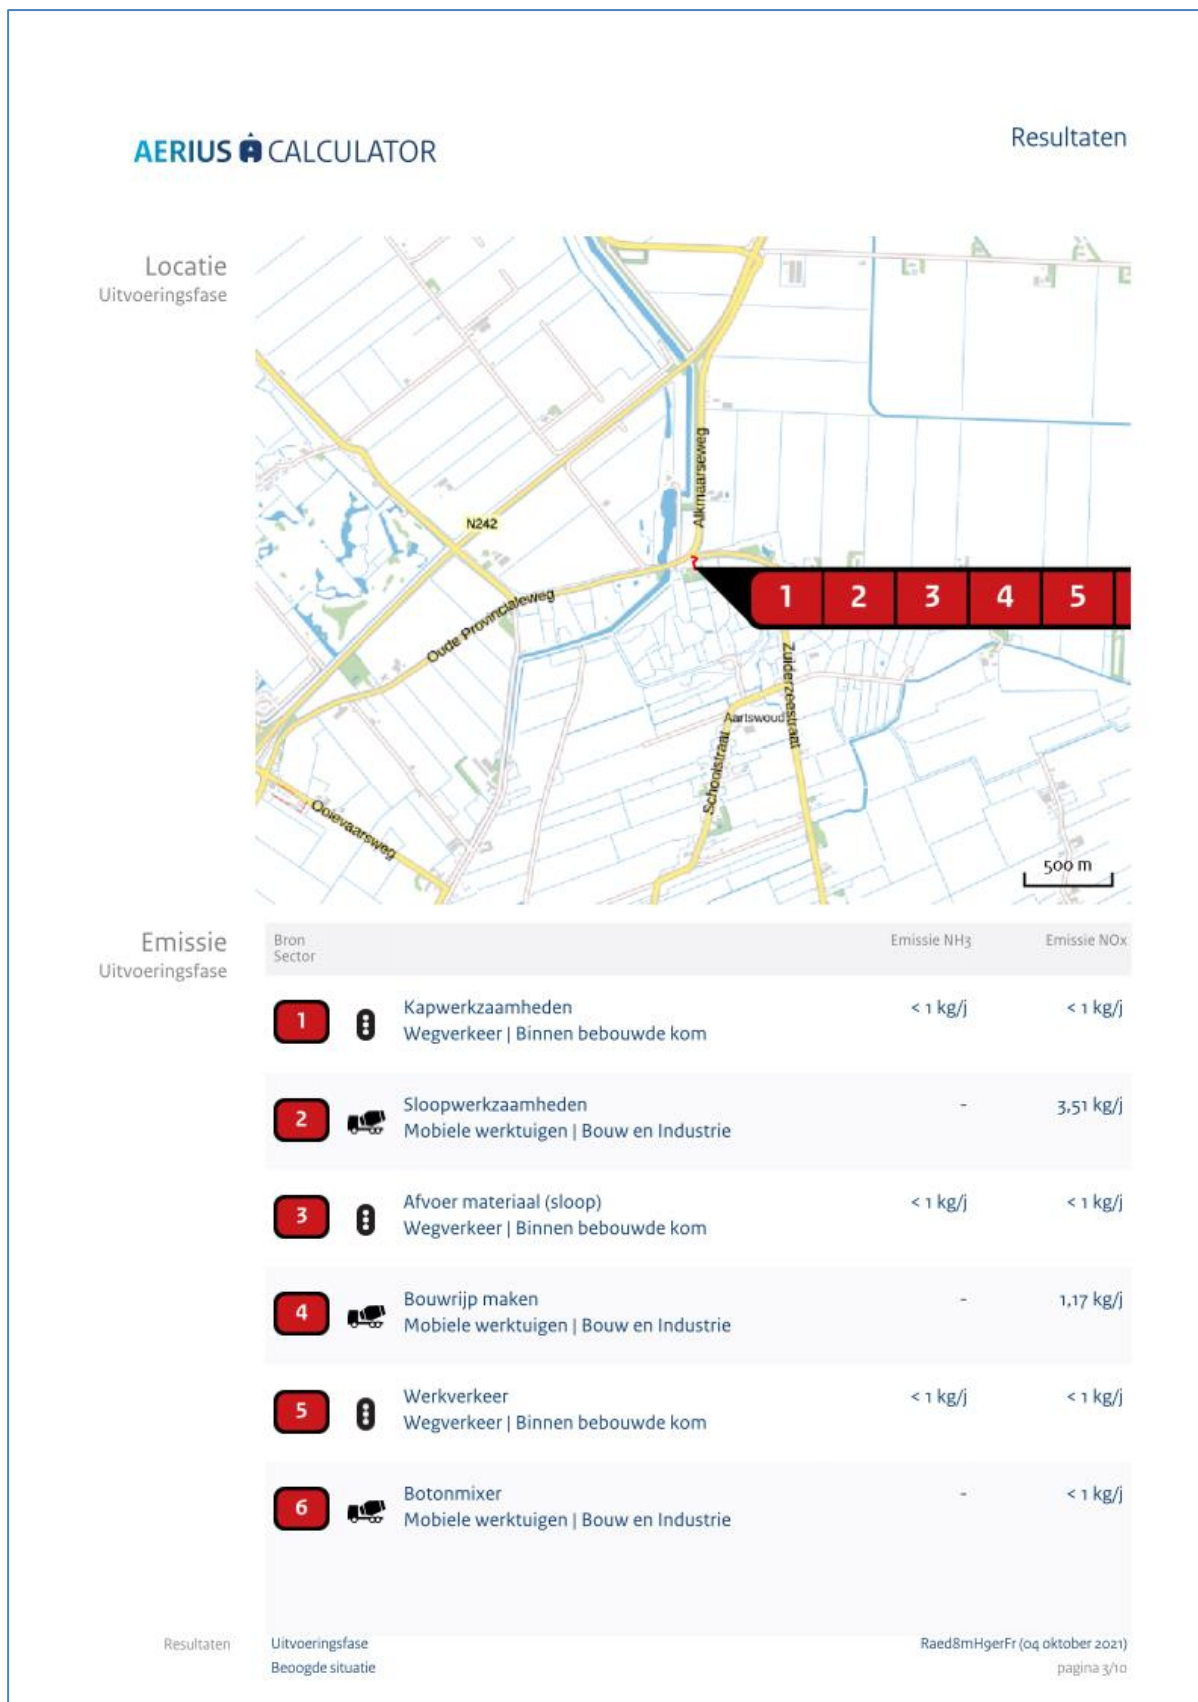 AERIUS CALCULATOR
Resultaten
Locatie
Uitvoeringsfase
Alkmaarseweg
N242
Oude Provincialeweg
1 2 3 4 5
Zuiderzeestraat
Aartswoud
Schoolstraat
Ooievaarsweg
500 m
Emissie
Uitvoeringsfase
Bron
Sector
Emissie NH3
Emissie NOx
1
Kapwerkzaamheden
Wegverkeer | Binnen bebouwde kom
< 1 kg/j
< 1 kg/j
2
Sloopwerkzaamheden
Mobiele werktuigen | Bouw en Industrie
-
3,51 kg/j
3
Afvoer materiaal (sloop)
Wegverkeer | Binnen bebouwde kom
< 1 kg/j
< 1 kg/j
4
Bouwrijp maken
Mobiele werktuigen | Bouw en Industrie
-
1,17 kg/j
5
Werkverkeer
Wegverkeer | Binnen bebouwde kom
< 1 kg/j
< 1 kg/j
6
Botonmixer
Mobiele werktuigen | Bouw en Industrie
-
< 1 kg/j
Resultaten
Uitvoeringsfase
Beoogde situatie
Raed8mH9erFr (04 oktober 2021)
pagina 3/10